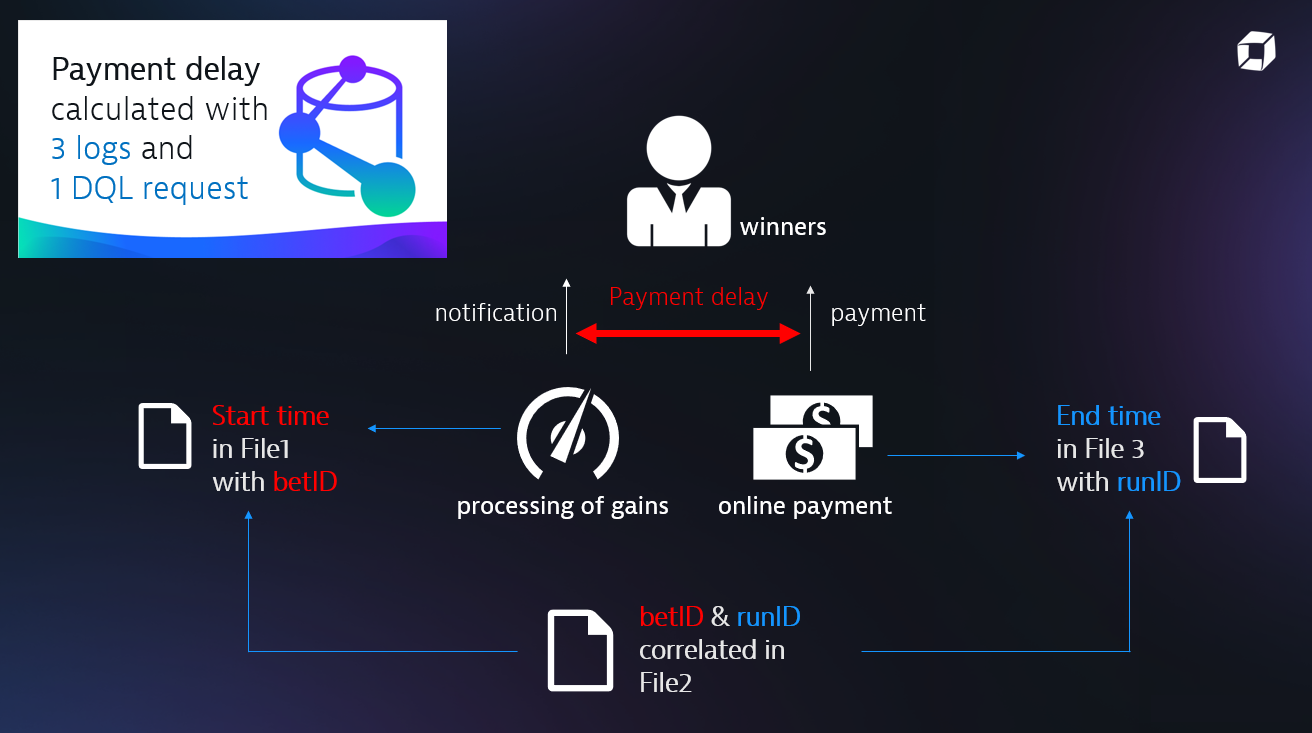 Payment delay
calculated with
3 logs and
1 DQL request
winners
notification
Payment delay
payment
Start time
in File1
with betID
$
$
End time
in File 3
with runID
processing of gains
online payment
betID & runID
correlated in
File2